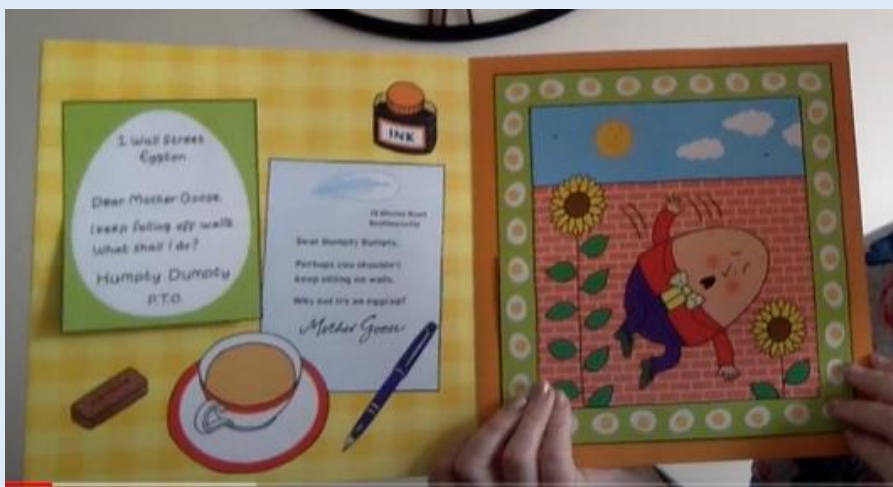 1 Wall Street
Eggton
Dear Mother Goose,
I keep falling off walls.
What shall I do?
Humpty Dumpty
P.T.O.
INK
Dear Humpty Dumpty,
Perhaps you shouldn't
keep sitting on walls.
Why not try an eggcup?
Mother Goose